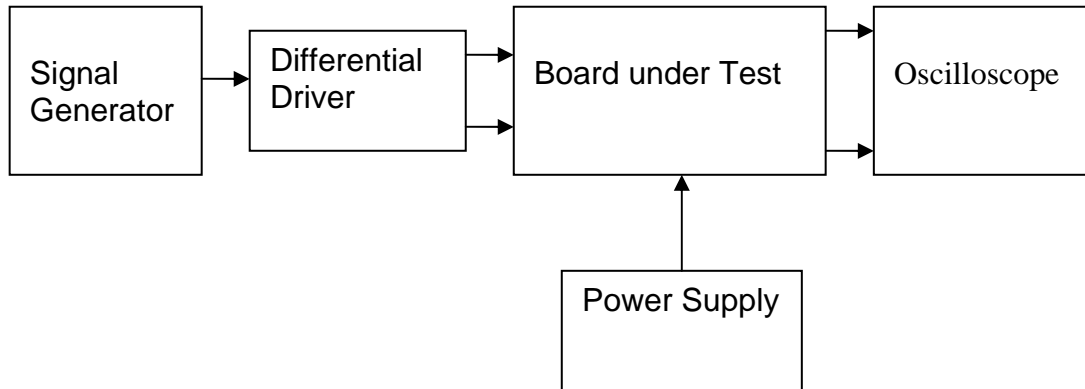 Signal
Generator
Differential
Driver
Board under Test
Oscilloscope
Power Supply